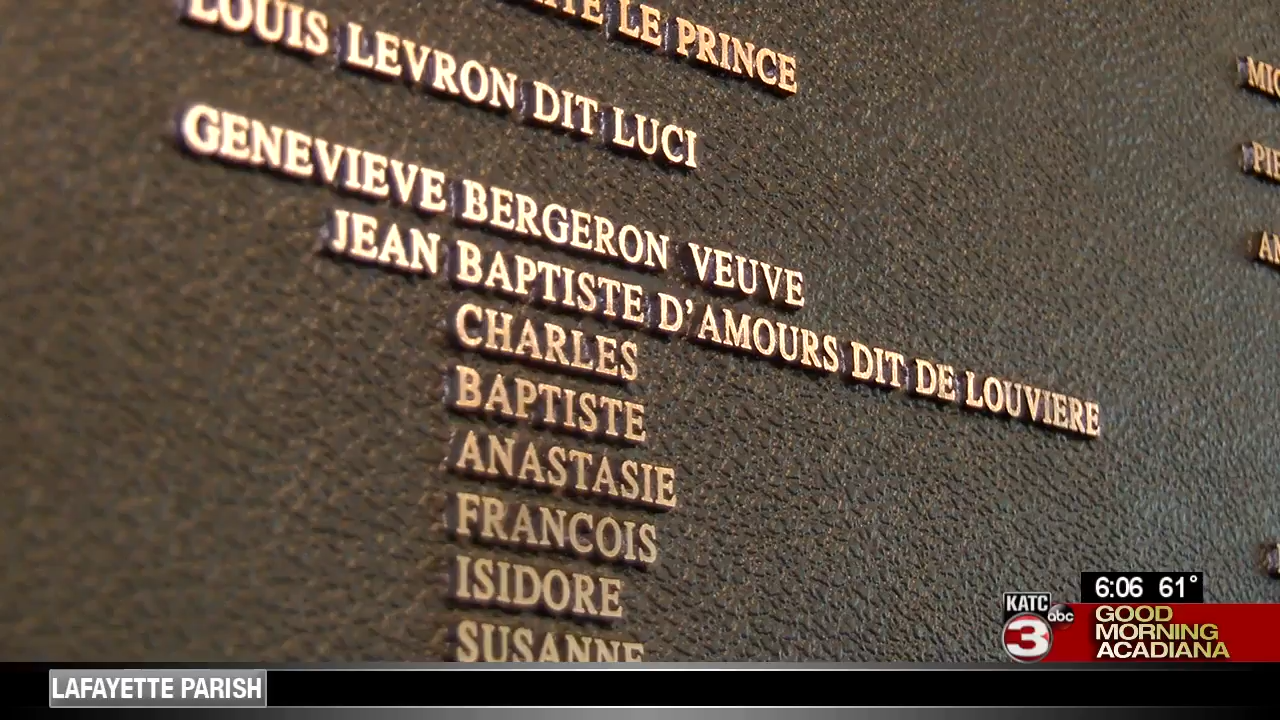 LE PRINCE
LOUIS LEVRON DIT LUCI
GENEVIEVE BERGERON VEUVE
JEAN BAPTISTE D'AMOURS DIT DE LOUVIERE
CHARLES
BAPTISTE
ANASTASIE
FRANCOIS
ISIDORE
SUSANNE
6:06 61°
KATC
abc
3
GOOD
MORNING
ACADIANA
LAFAYETTE PARISH